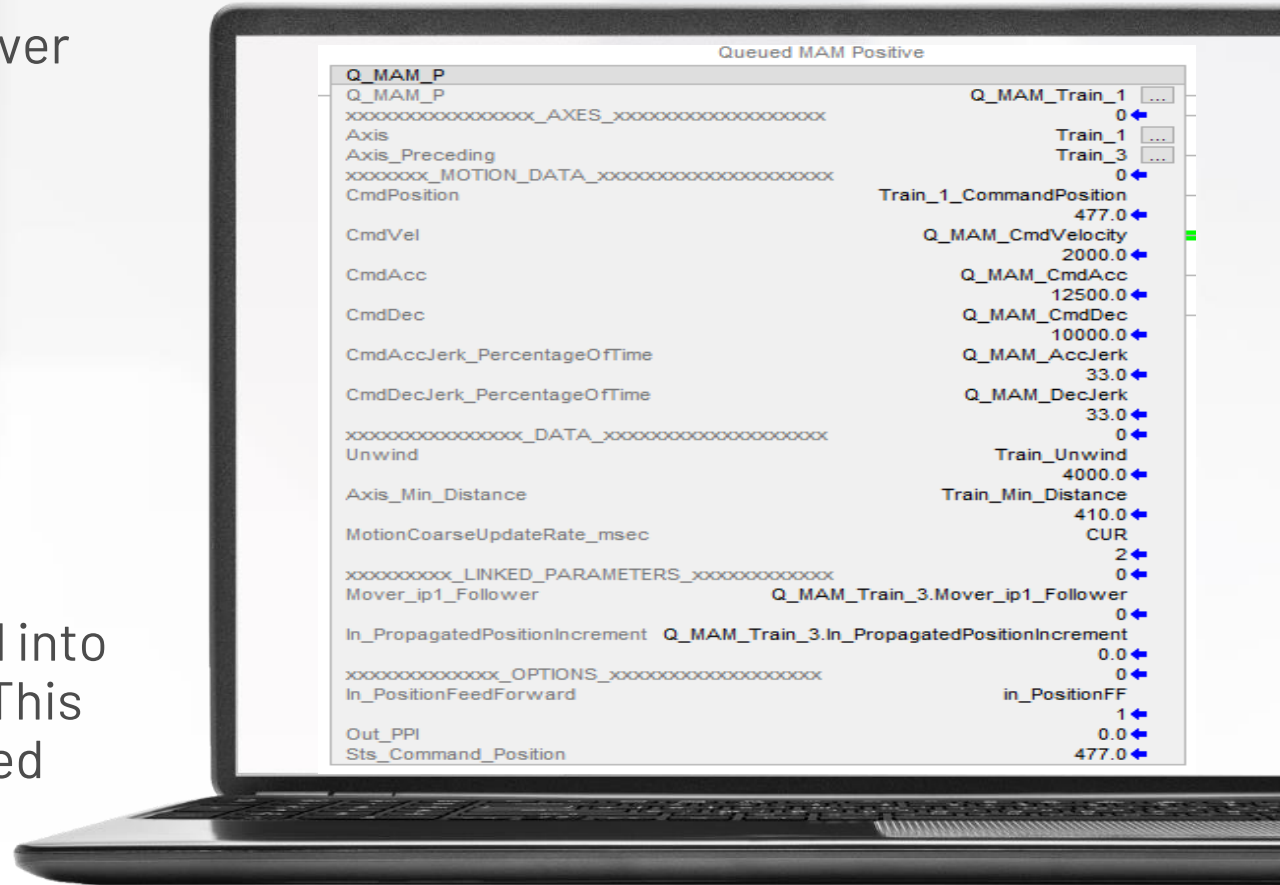 ver
l into
This
ed
Queued MAM Positive
Q_MAM_P
Q_MAM_P Q_MAM_Train_1 ...
xxxxxxxxxxxxxxxx_AXES_xxxxxxxxxxxxxxxxxx 0
Axis Train_1 ...
Axis_Preceding Train_3 ...
xxxxxxx_MOTION_DATA_xxxxxxxxxxxxxxxxxxxx 0
CmdPosition Train_1_CommandPosition
477.0
CmdVel Q_MAM_CmdVelocity
2000.0
CmdAcc Q_MAM_CmdAcc
12500.0
CmdDec Q_MAM_CmdDec
10000.0
CmdAccJerk_PercentageOfTime Q_MAM_AccJerk
33.0
CmdDecJerk_PercentageOfTime Q_MAM_DecJerk
33.0
xxxxxxxxxxxxxxx_DATA_xxxxxxxxxxxxxxxxxxx 0
Unwind Train_Unwind
4000.0
Axis_Min_Distance Train_Min_Distance
410.0
MotionCoarseUpdateRate_msec CUR
2
xxxxxxxxx_LINKED_PARAMETERS_xxxxxxxxxxxx 0
Mover_ip1_Follower Q_MAM_Train_3.Mover_ip1_Follower
0
In_PropagatedPositionIncrement Q_MAM_Train_3.In_PropagatedPositionIncrement
0.0
xxxxxxxxxxxxx_OPTIONS_xxxxxxxxxxxxxxxxxx 0
In_PositionFeedForward in_PositionFF
1
Out_PPI 0.0
Sts_Command_Position 477.0